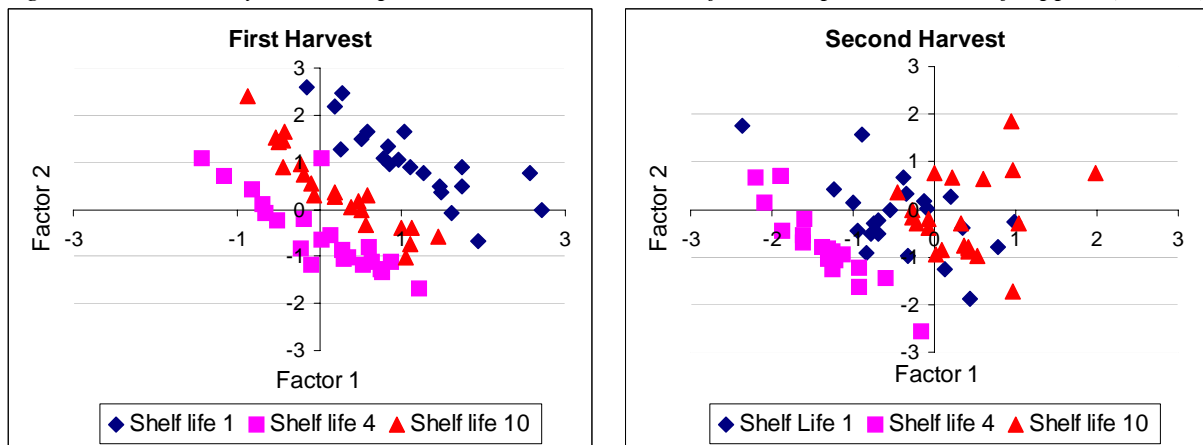 First Harvest
3
2
1
0
-3
-1
1
3
-1
-2
-3
Factor 2
Factor 1
Shelf life 1
Shelf life 4
Shelf life 10
Second Harvest
3
2
1
0
-3
-2
-1
0
1
2
3
-1
-2
-3
Factor 2
Factor 1
Shelf Life 1
Shelf life 4
Shelf life 10